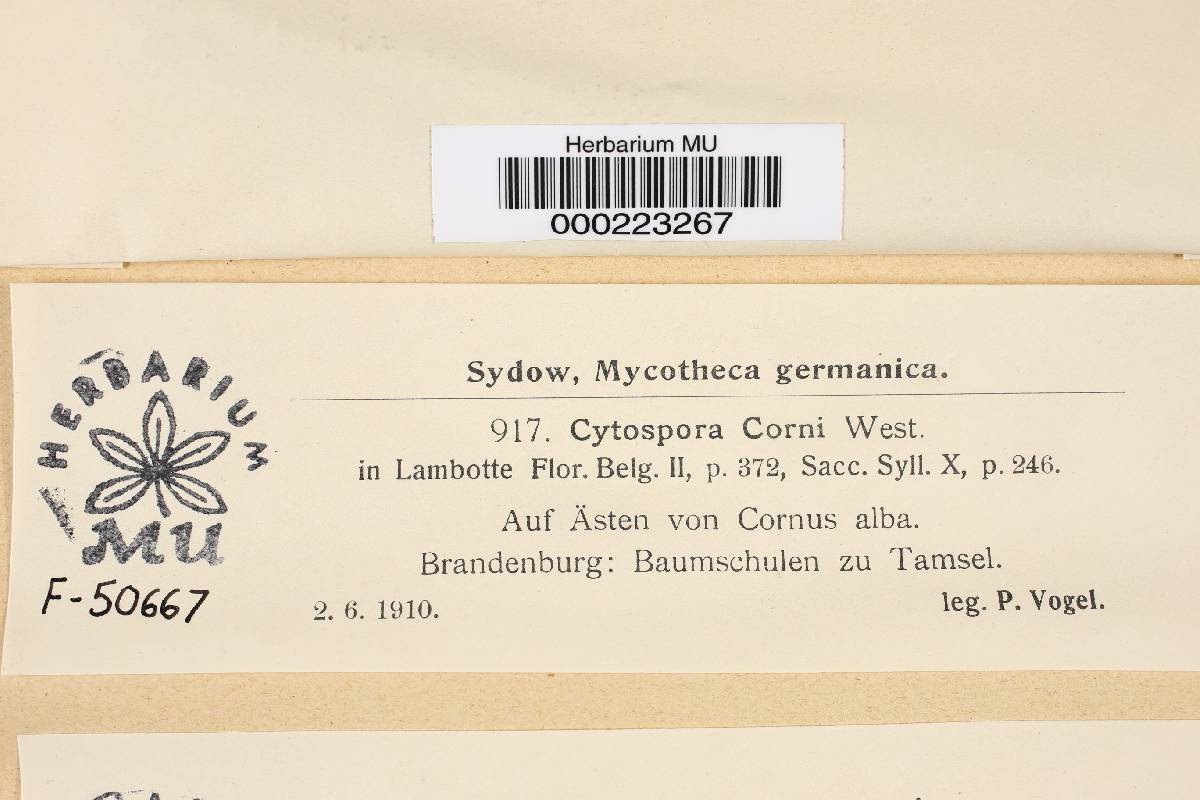 Herbarium MU
000223267
Sydow, Mycotheca germanica.
917. Cytospora Corni West.
in Lambotte Flor. Belg. II, p. 372, Sacc. Syll. X, p. 246.
Auf Ästen von Cornus alba.
Brandenburg: Baumschulen zu Tamsel.
2. 6. 1910.
leg. P. Vogel.
HERBARIUM
MU
F-50667